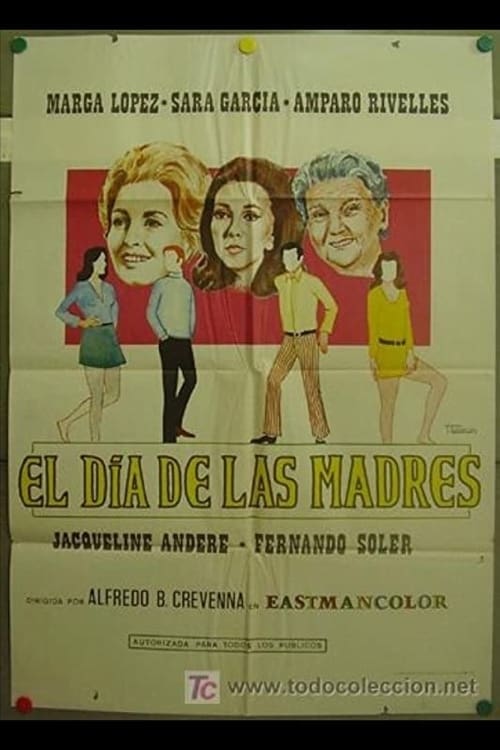 MARGA LOPEZ · SARA GARCIA · AMPARO RIVELLES
EL DÍA DE LAS MADRES
JACQUELINE ANDERE · FERNANDO SOLER
DIRIGIDA POR ALFREDO B. CREVENNA en EASTMANCOLOR
AUTORIZADA PARA TODOS LOS PUBLICOS
TC www.todocoleccion.net